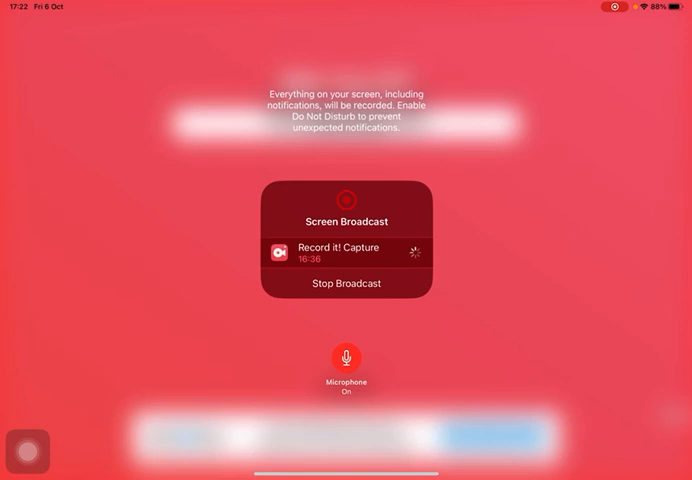 17:22 Fri 6 Oct
88%
Everything on your screen, including
notifications, will be recorded. Enable
Do Not Disturb to prevent
unexpected notifications.
Screen Broadcast
Record it! Capture
16:36
Stop Broadcast
Microphone
On